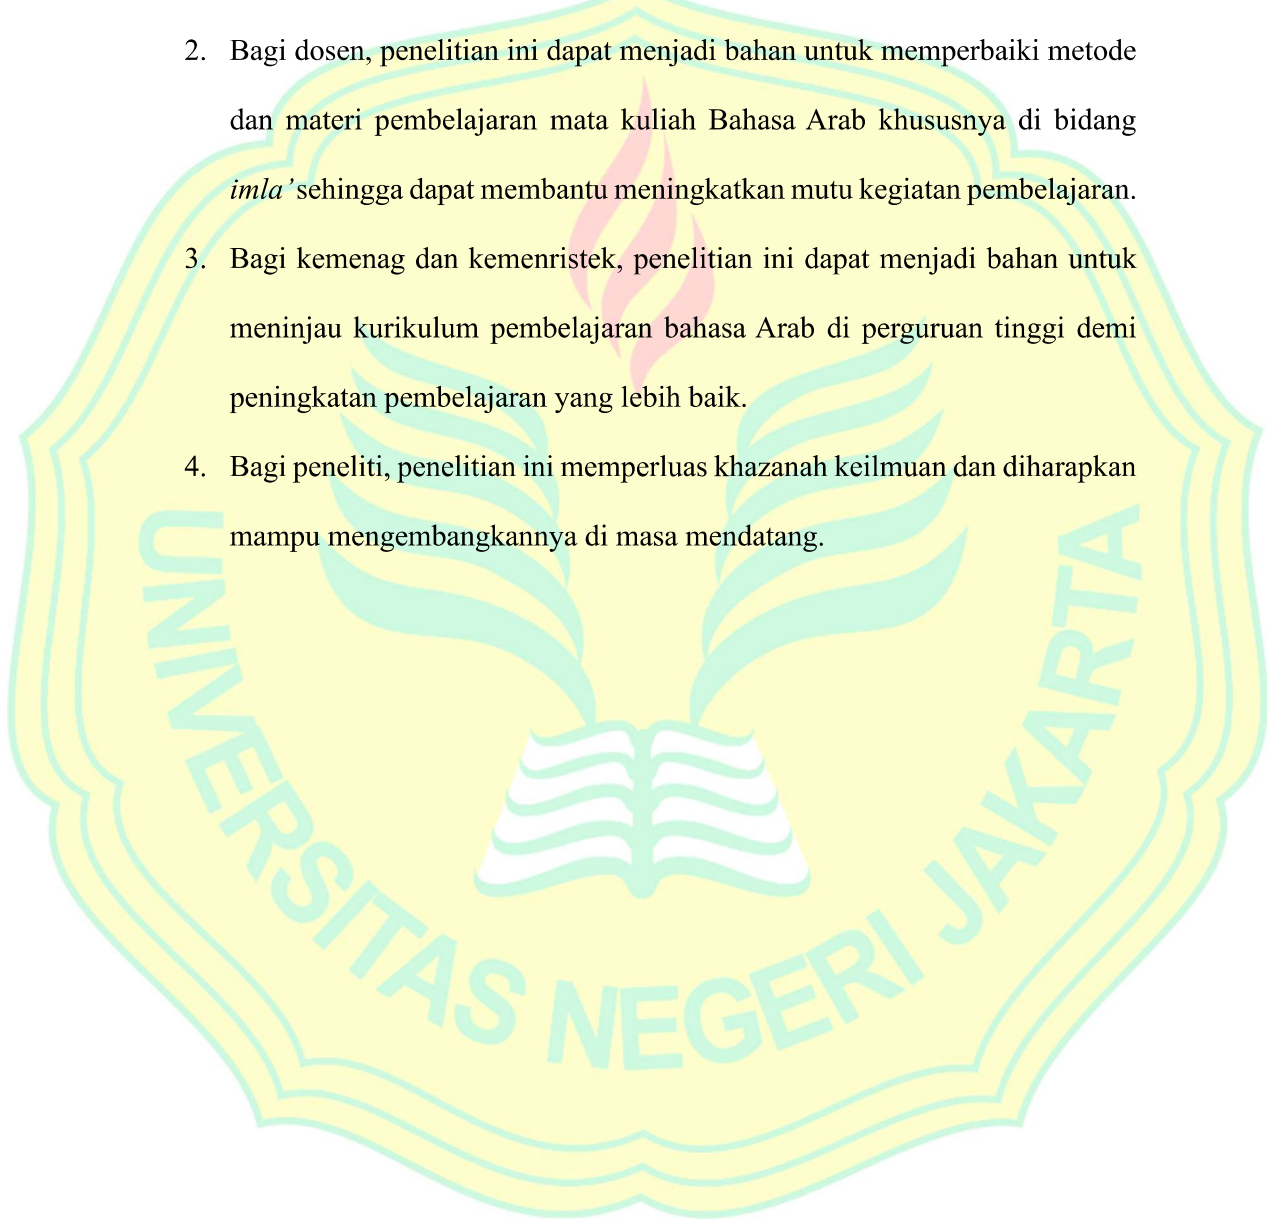 2. Bagi dosen, penelitian ini dapat menjadi bahan untuk memperbaiki metode
dan materi pembelajaran mata kuliah Bahasa Arab khususnya di bidang
imla’ sehingga dapat membantu meningkatkan mutu kegiatan pembelajaran.
3. Bagi kemenag dan kemenristek, penelitian ini dapat menjadi bahan untuk
meninjau kurikulum pembelajaran bahasa Arab di perguruan tinggi demi
peningkatan pembelajaran yang lebih baik.
4. Bagi peneliti, penelitian ini memperluas khazanah keilmuan dan diharapkan
mampu mengembangkannya di masa mendatang.
UNIVERSITAS NEGERI JAKARTA